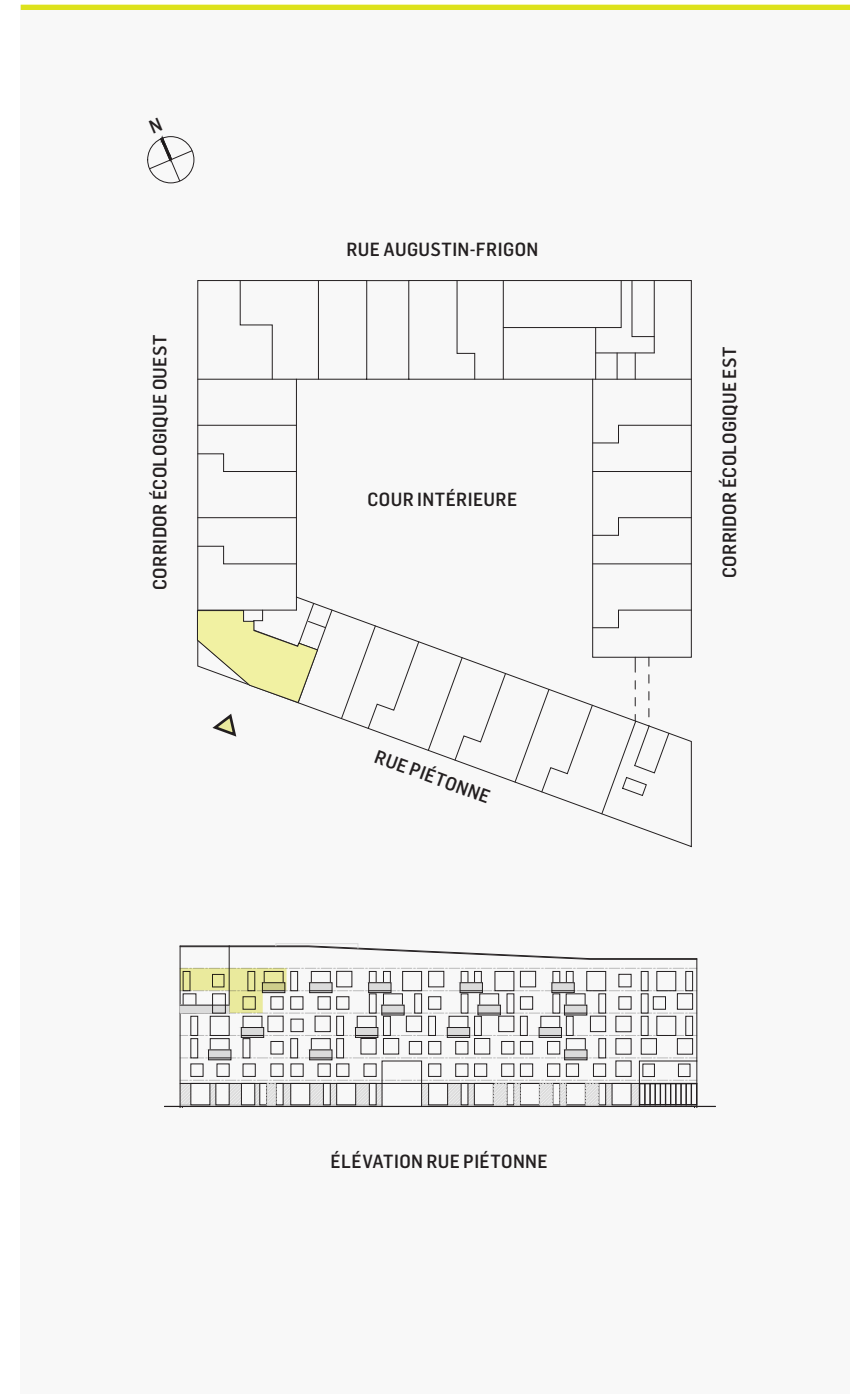 N
RUE AUGUSTIN-FRIGON
CORRIDOR ÉCOLOGIQUE OUEST
CORRIDOR ÉCOLOGIQUE EST
COUR INTÉRIEURE
RUE PIÉTONNE
ÉLÉVATION RUE PIÉTONNE